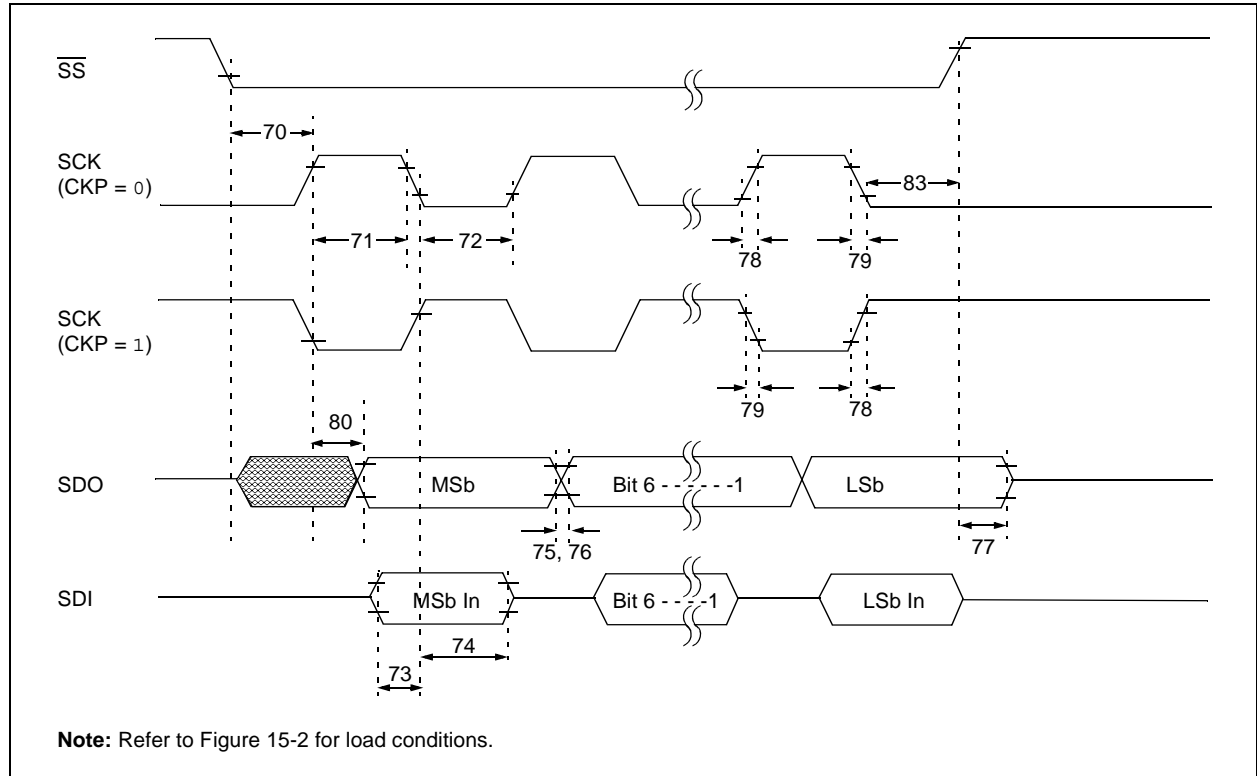 SS
70
SCK
(CKP = 0)
83
71
72
78
79
SCK
(CKP = 1)
79
78
80
SDO
MSb
Bit 6 - - - - - -1
LSb
75, 76
77
SDI
MSb In
Bit 6 - - - -1
LSb In
74
73
Note: Refer to Figure 15-2 for load conditions.